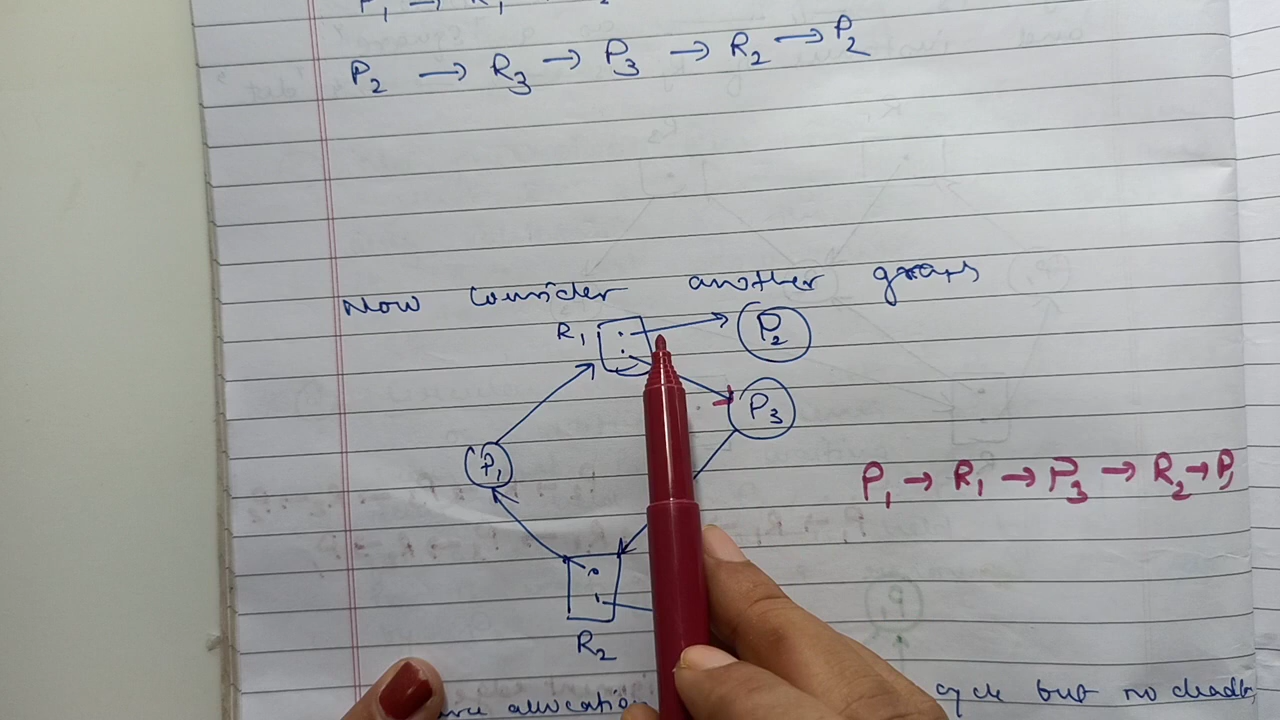 P₂ → R₃ → P₃ → R₂ → P₂
Now consider another graph
R₁
P₂
P₃
P₁
P₁ → R₁ → P₃ → R₂ → P₁
R₂
allocation cycle but no deadlo